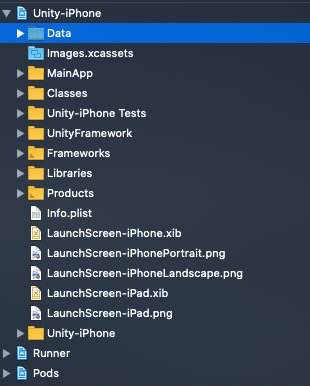 Unity-iPhone
Data
Images.xcassets
MainApp
Classes
Unity-iPhone Tests
UnityFramework
Frameworks
Libraries
Products
Info.plist
LaunchScreen-iPhone.xib
LaunchScreen-iPhonePortrait.png
LaunchScreen-iPhoneLandscape.png
LaunchScreen-iPad.xib
LaunchScreen-iPad.png
Unity-iPhone
Runner
Pods